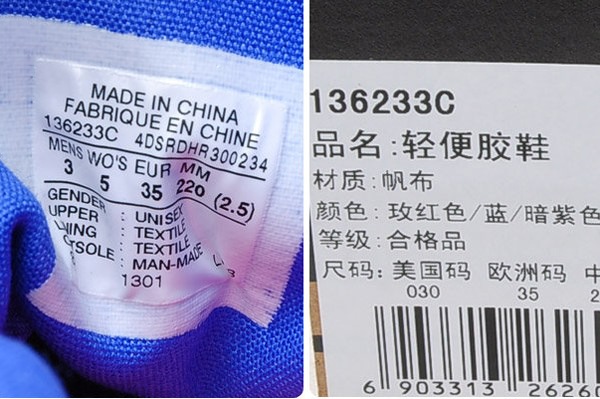 MADE IN CHINA
FABRIQUE EN CHINE
136233C 4DSRDHR300234
MENS WO'S EUR MM
3 5 35 220 (2.5)
GENDER : UNISEX
UPPER : TEXTILE
LINING : TEXTILE
OUTSOLE : MAN-MADE
1301
136233C
品名:轻便胶鞋
材质:帆布
颜色:玫红色/蓝/暗紫色
等级:合格品
尺码:美国码 欧洲码 中
030 35 2
6 903313 26260